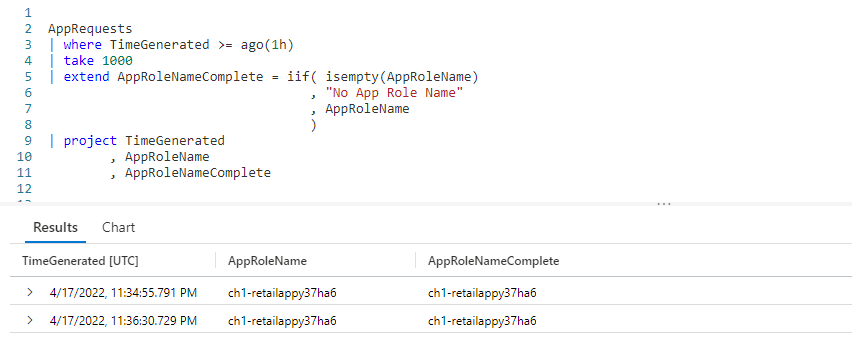 1
2 AppRequests
3 | where TimeGenerated >= ago(1h)
4 | take 1000
5 | extend AppRoleNameComplete = iif( isempty(AppRoleName)
6 , "No App Role Name"
7 , AppRoleName
8 )
9 | project TimeGenerated
10 , AppRoleName
11 , AppRoleNameComplete
12
...
Results Chart
TimeGenerated [UTC] AppRoleName AppRoleNameComplete
> 4/17/2022, 11:34:55.791 PM ch1-retailappy37ha6 ch1-retailappy37ha6
> 4/17/2022, 11:36:30.729 PM ch1-retailappy37ha6 ch1-retailappy37ha6